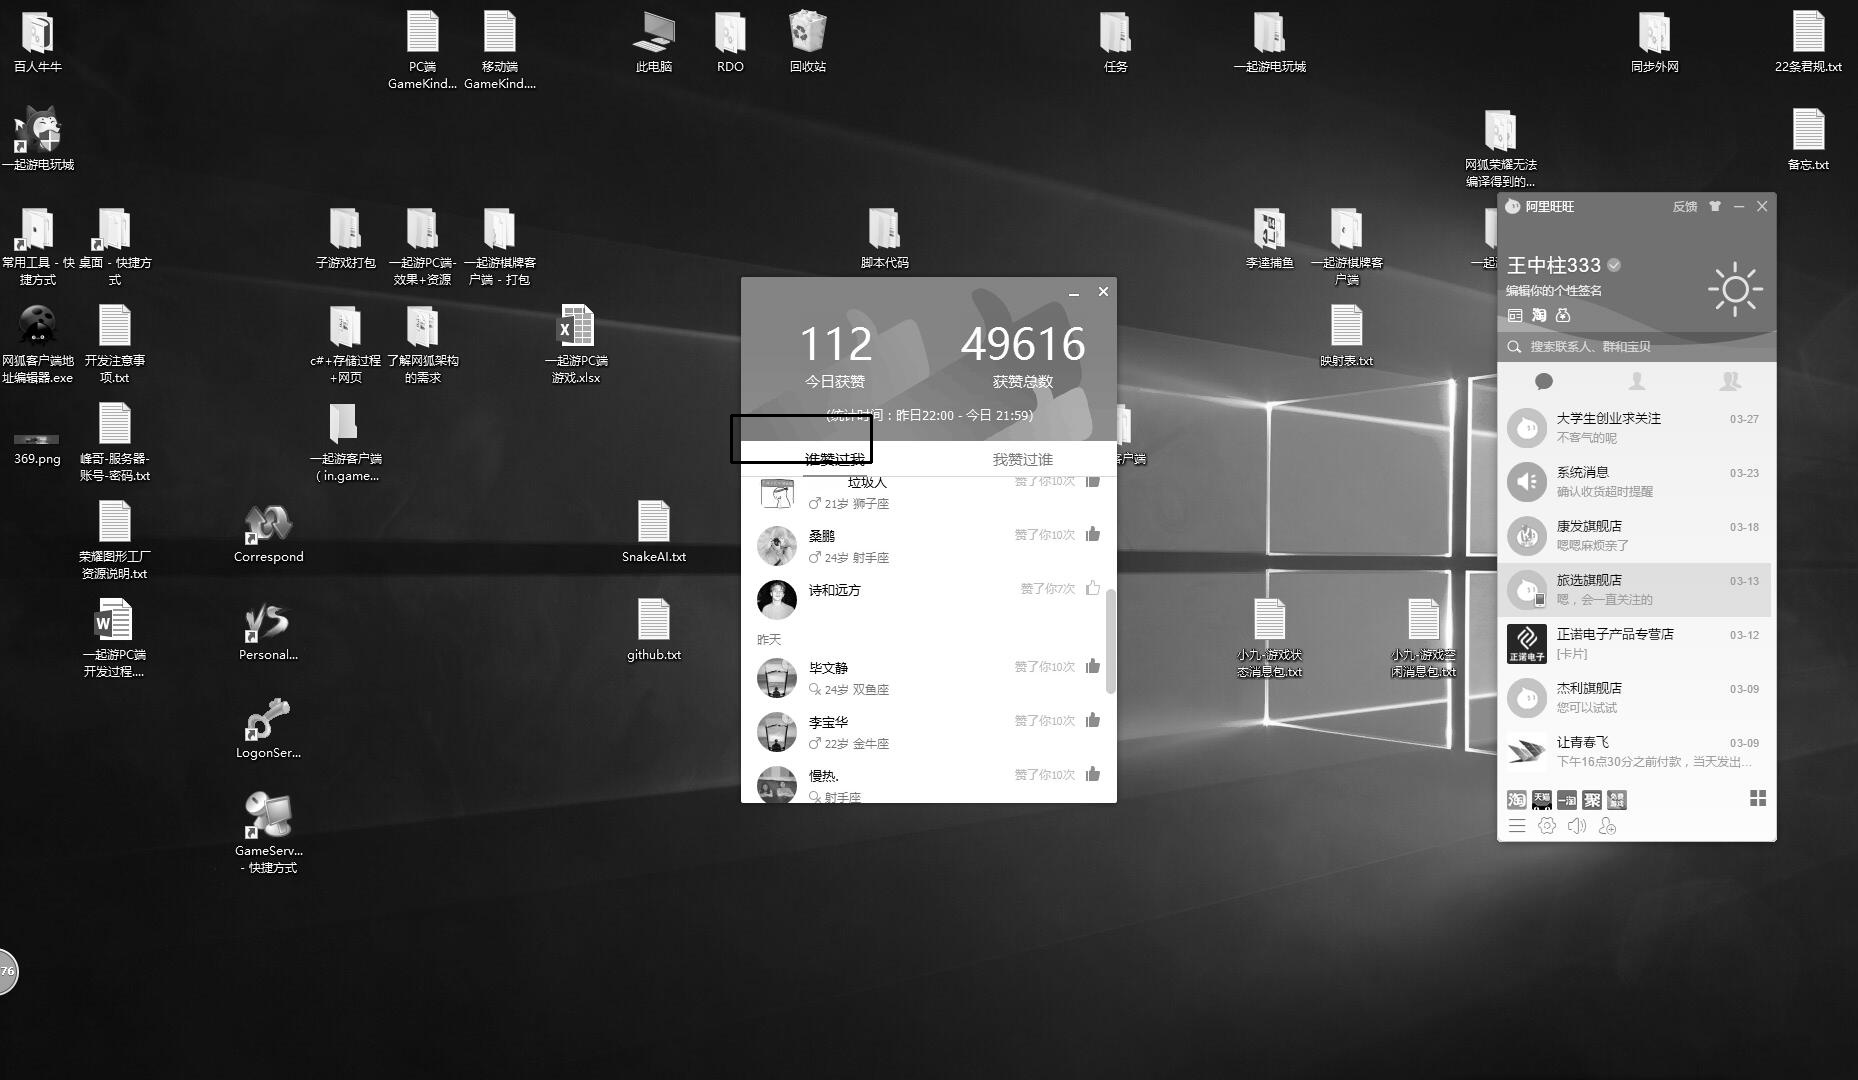 百人牛牛
PC端
GameKind...
移动端
GameKind....
此电脑
RDO
回收站
任务
一起游电玩城
同步外网
22条君规.txt
一起游电玩城
网狐荣耀无法
编译得到的...
备忘.txt
常用工具 - 快
捷方式
桌面 - 快捷方
式
子游戏打包
一起游PC端-
效果+资源
一起游棋牌客
户端 - 打包
脚本代码
李逵捕鱼
一起游棋牌客
户端
网狐客户端地
址编辑器.exe
开发注意事
项.txt
c#+存储过程
+网页
了解网狐架构
的需求
一起游PC端
游戏.xlsx
映射表.txt
369.png
峰哥-服务器-
账号-密码.txt
一起游客户端
( in.game...
客户端
荣耀图形工厂
资源说明.txt
Correspond
SnakeAI.txt
一起游PC端
开发过程....
Personal...
github.txt
小九-游戏状
态消息包.txt
小九-游戏空
闲消息包.txt
LogonSer...
GameServ...
- 快捷方式
76
112
49616
今日获赞
获赞总数
(统计时间：昨日22:00 - 今日 21:59)
谁赞过我
我赞过谁
垃圾人
赞了你10次
21岁 狮子座
桑鹏
赞了你10次
24岁 射手座
诗和远方
赞了你7次
昨天
毕文静
赞了你10次
24岁 双鱼座
李宝华
赞了你10次
22岁 金牛座
慢热.
赞了你10次
射手座
阿里旺旺
反馈
王中柱333
编辑你的个性签名
淘
搜索联系人、群和宝贝
大学生创业求关注
03-27
不客气的呢
系统消息
03-23
确认收货超时提醒
康发旗舰店
03-18
嗯嗯麻烦亲了
旅选旗舰店
03-13
嗯，会一直关注的
正诺电子产品专营店
03-12
[卡片]
正诺电子
杰利旗舰店
03-09
您可以试试
让青春飞
03-09
下午16点30分之前付款，当天发出...
淘
天猫
一淘
聚
免费
游戏